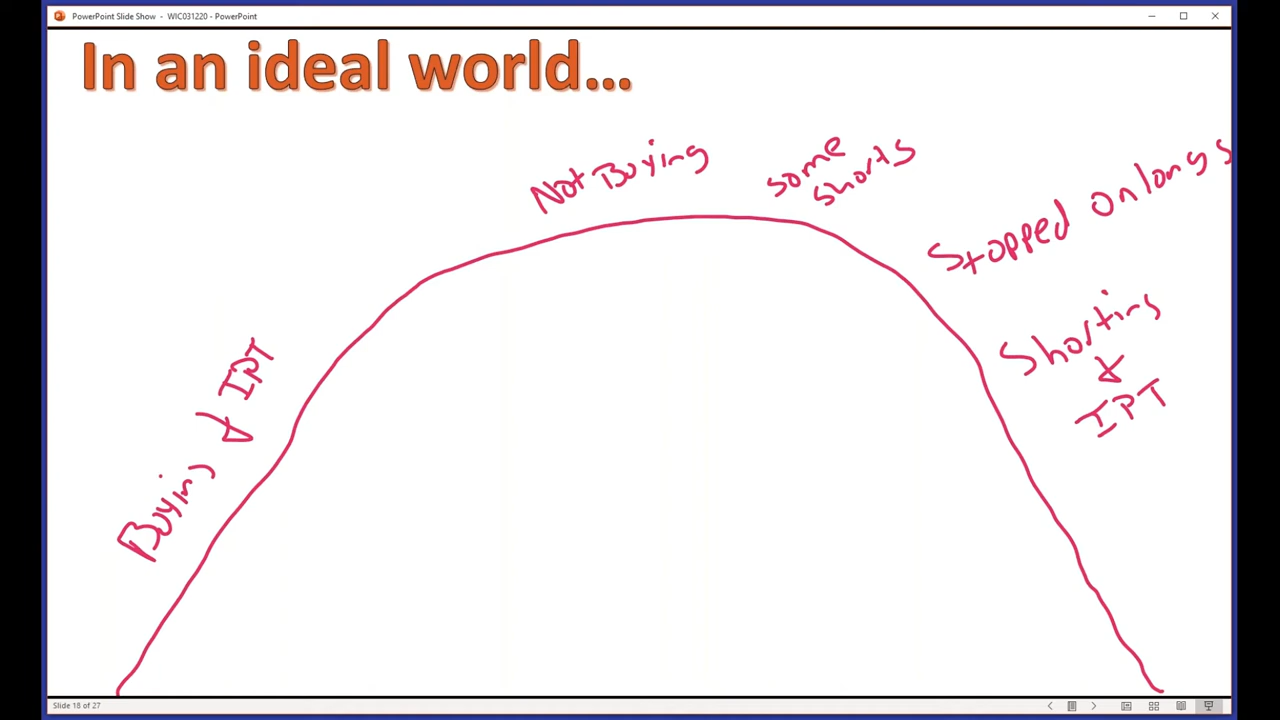 PowerPoint Slide Show - WIC031220 - PowerPoint
In an ideal world...
Buying & IPT
Not Buying
some
shorts
Stopped on longs
Shorting
&
IPT
Slide 18 of 27